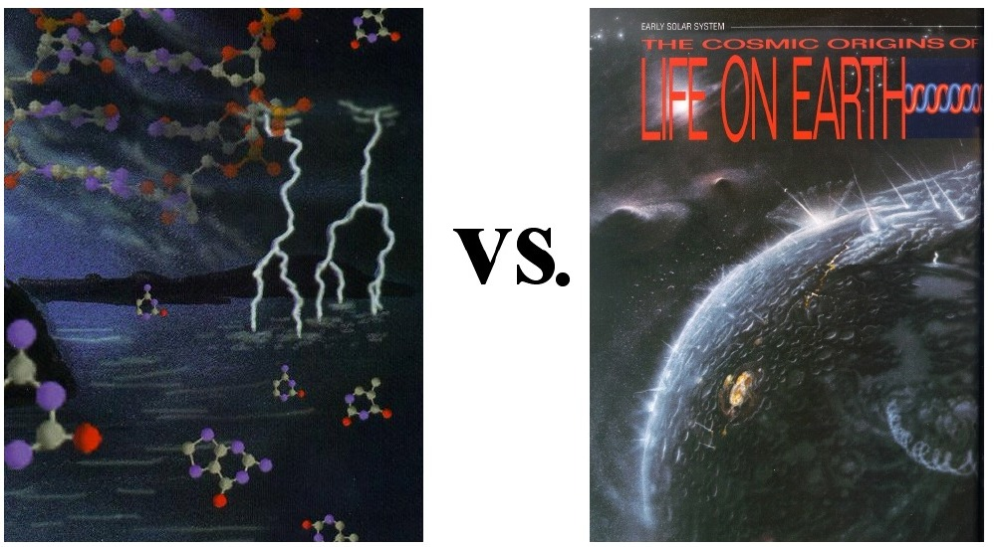 vs.
EARLY SOLAR SYSTEM
THE COSMIC ORIGINS OF
LIFE ON EARTH